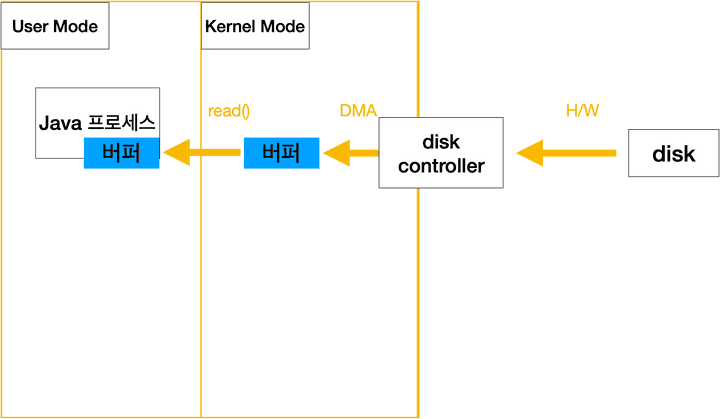 User Mode
Kernel Mode
Java 프로세스
버퍼
read()
버퍼
DMA
disk
controller
H/W
disk